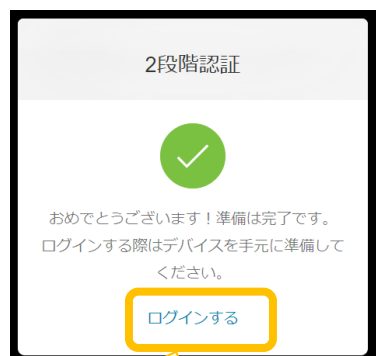 2段階認証
おめでとうございます！準備は完了です。
ログインする際はデバイスを手元に準備して
ください。
ログインする